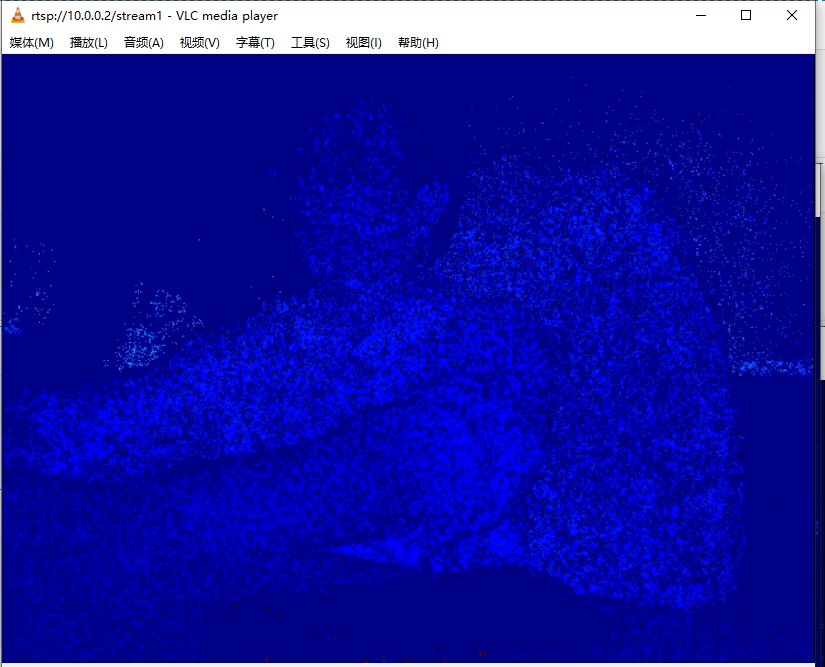 rtsp://10.0.0.2/stream1 - VLC media player
媒体(M) 播放(L) 音频(A) 视频(V) 字幕(T) 工具(S) 视图(I) 帮助(H)